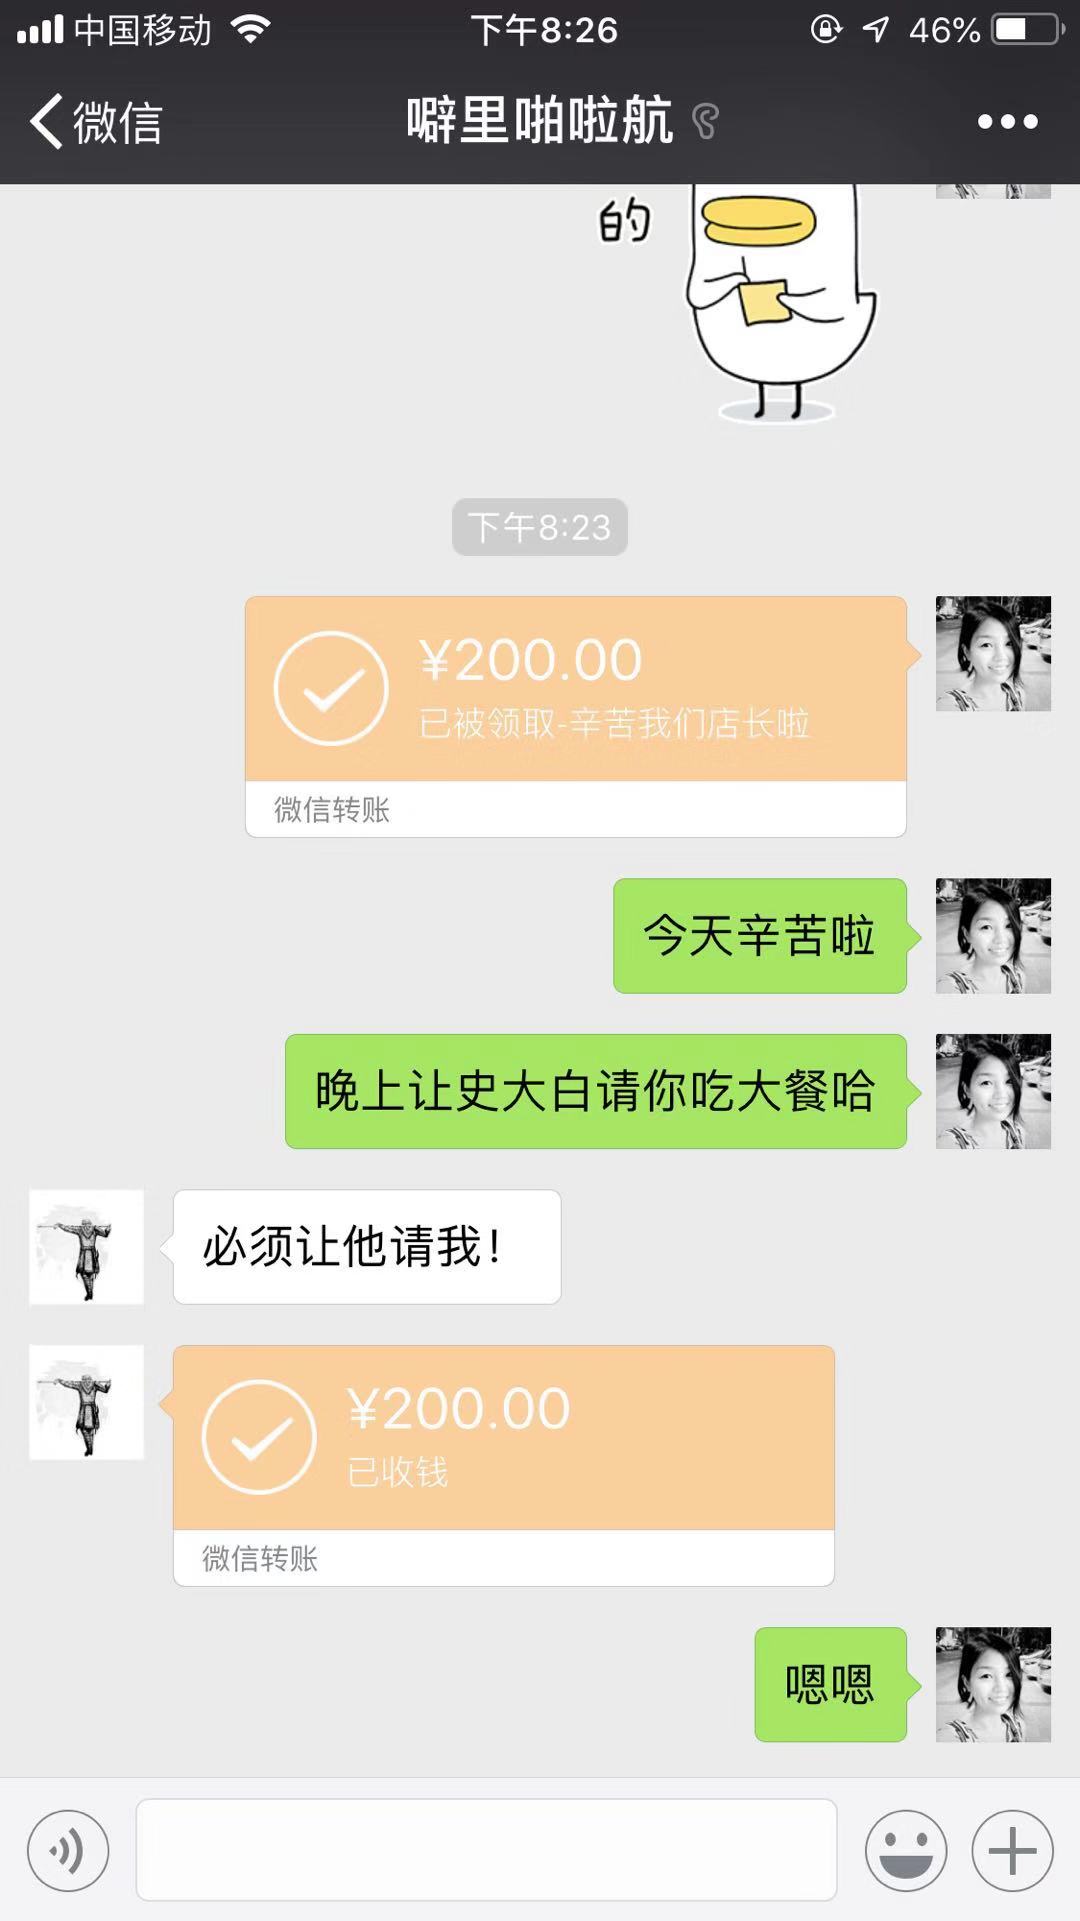 中国移动
下午8:26
46%
微信
噼里啪啦航
的
下午8:23
¥200.00
已被领取-辛苦我们店长啦
微信转账
今天辛苦啦
晚上让史大白请你吃大餐哈
必须让他请我！
¥200.00
已收钱
微信转账
嗯嗯